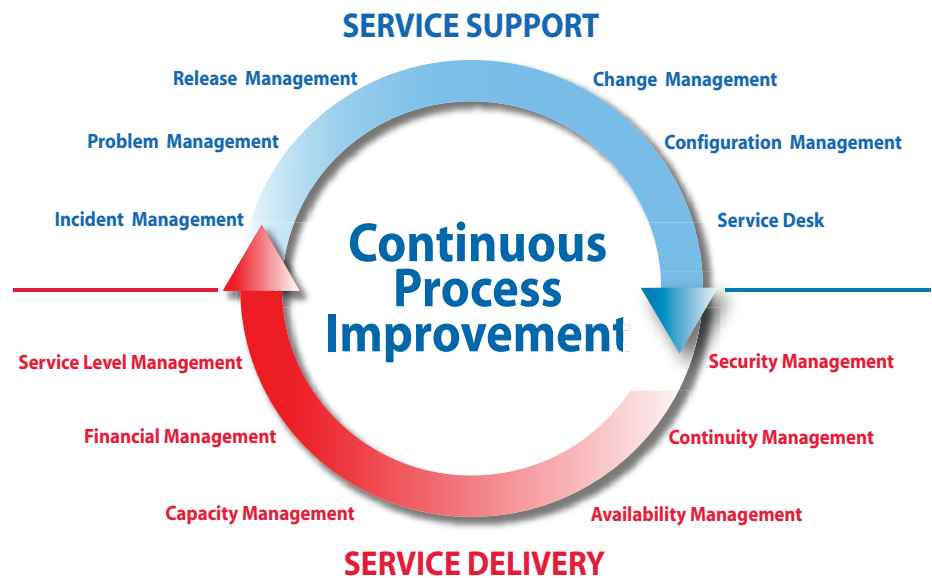 SERVICE SUPPORT
Release Management
Change Management
Problem Management
Configuration Management
Incident Management
Service Desk
Continuous
Process
Improvement
Service Level Management
Security Management
Financial Management
Continuity Management
Capacity Management
Availability Management
SERVICE DELIVERY